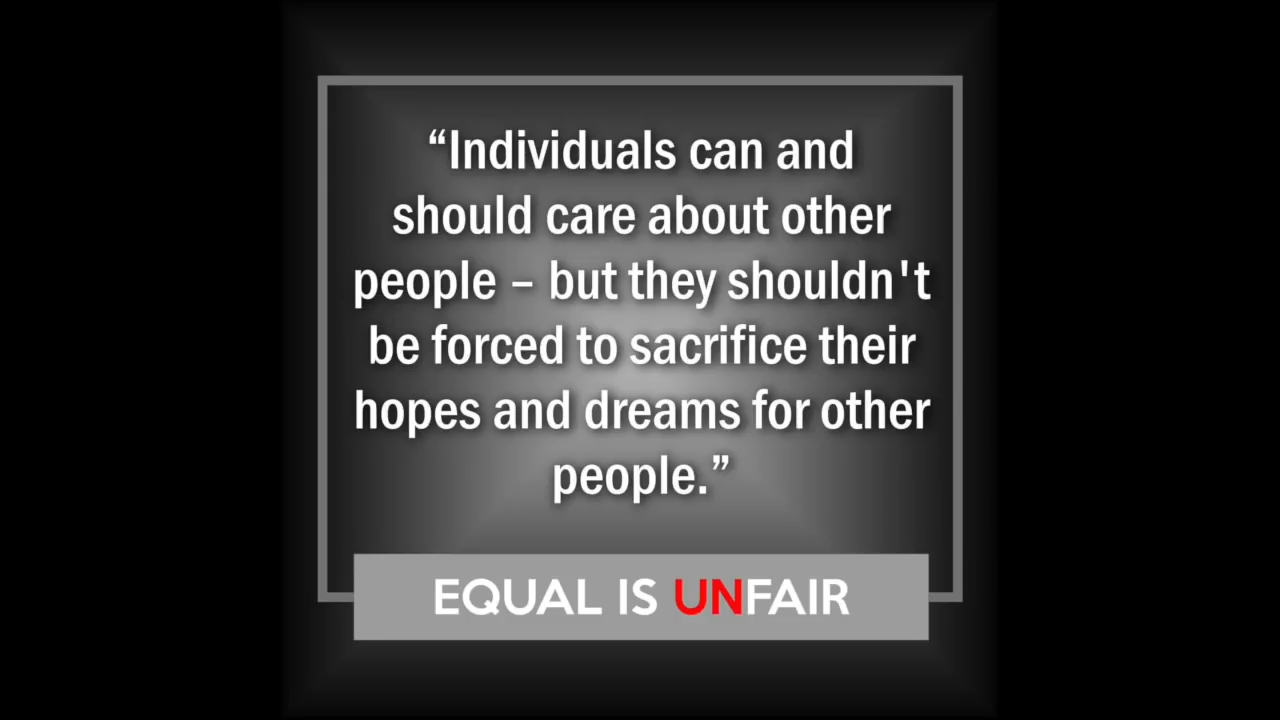 “Individuals can and
should care about other
people – but they shouldn't
be forced to sacrifice their
hopes and dreams for other
people.”
EQUAL IS UNFAIR